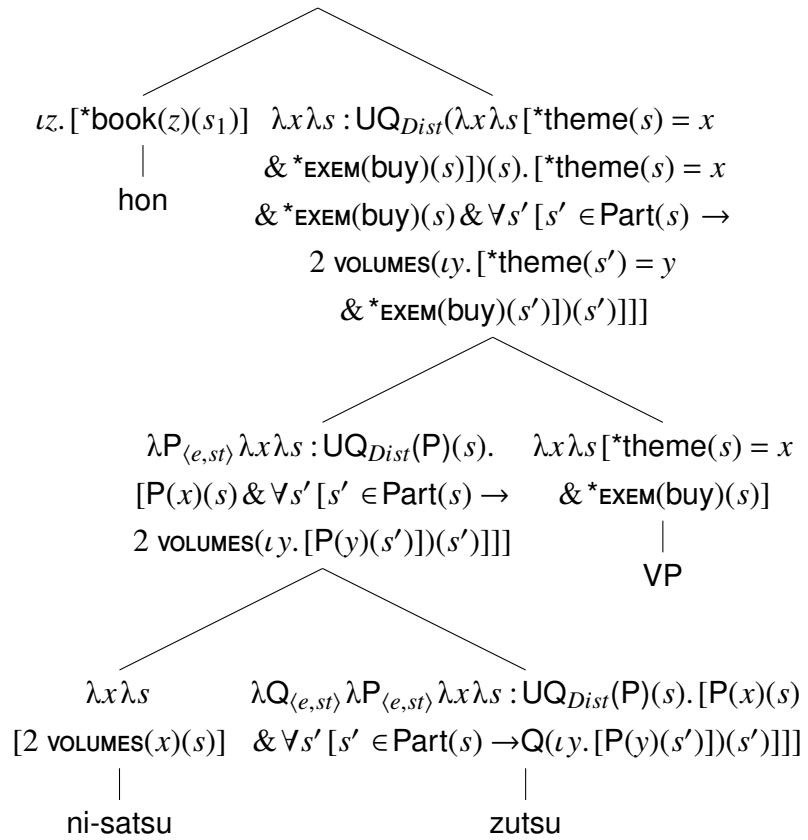 ιz. [*book(z)(s₁)] λxλs : UQ_Dist(λxλs [*theme(s) = x
& *EXEM(buy)(s)])(s). [*theme(s) = x
hon
& *EXEM(buy)(s) & ∀s′ [s′ ∈Part(s) →
2 VOLUMES(ιy. [*theme(s′) = y
& *EXEM(buy)(s′)])(s′)]]]
λP⟨e,st⟩ λxλs : UQ_Dist(P)(s). λxλs [*theme(s) = x
[P(x)(s) & ∀s′ [s′ ∈Part(s) → & *EXEM(buy)(s)]
2 VOLUMES(ιy. [P(y)(s′)])(s′)]]]
VP
λxλs λQ⟨e,st⟩ λP⟨e,st⟩ λxλs : UQ_Dist(P)(s). [P(x)(s)
[2 VOLUMES(x)(s)] & ∀s′ [s′ ∈Part(s) →Q(ιy. [P(y)(s′)])(s′)]]]
ni-satsu zutsu